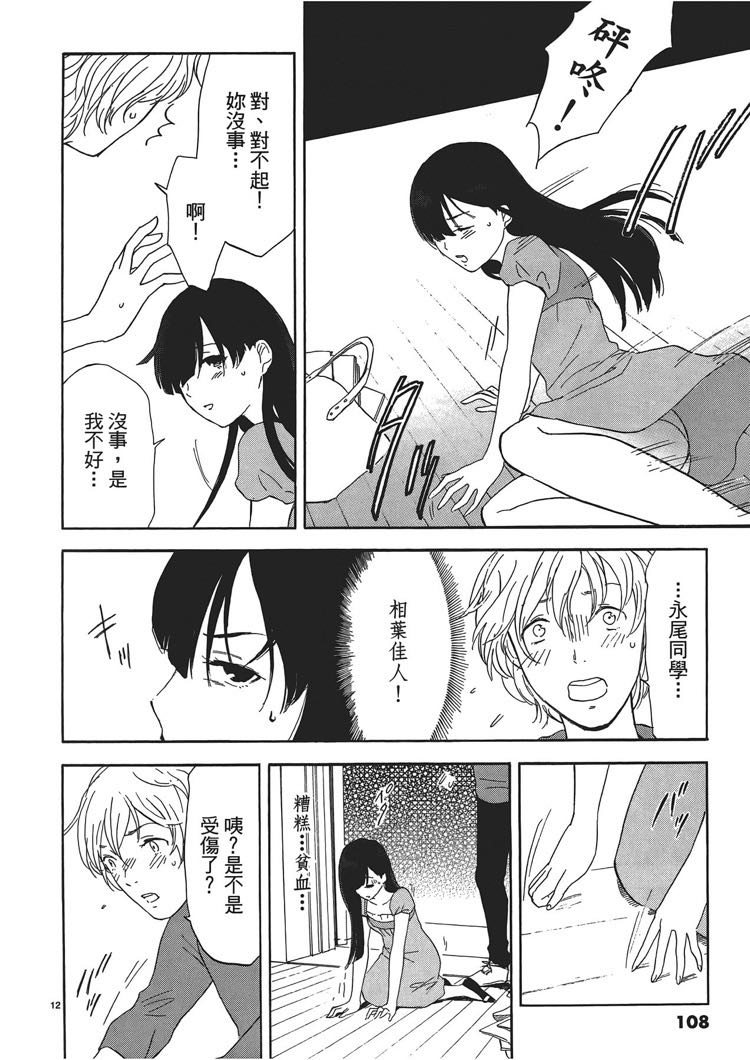 砰咚！
對、對不起！
妳沒事…
啊！
沒事，是
我不好…
…永尾同學…
相葉佳人！
糟糕…貧血…
咦？是不是
受傷了？
12
108